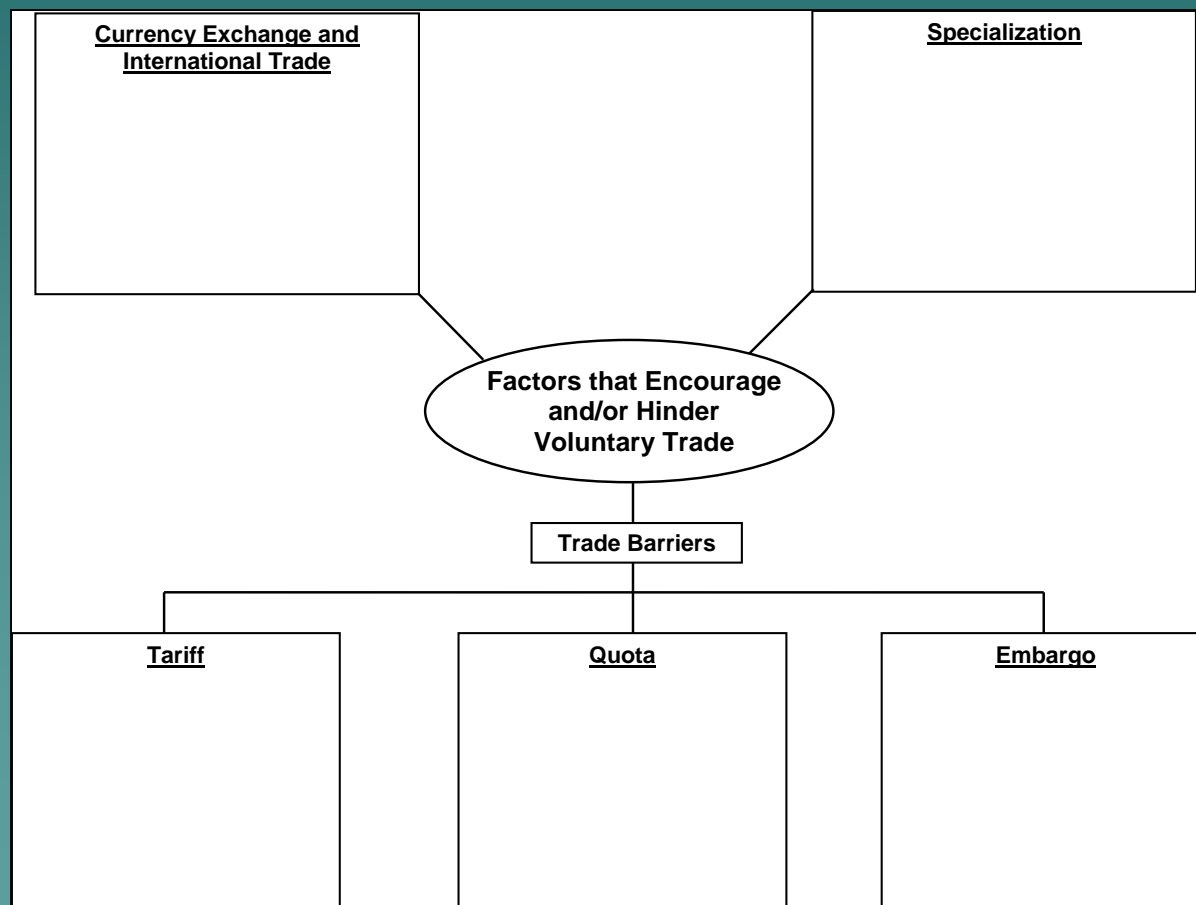 Currency Exchange and
International Trade
Specialization
Factors that Encourage
and/or Hinder
Voluntary Trade
Trade Barriers
Tariff
Quota
Embargo